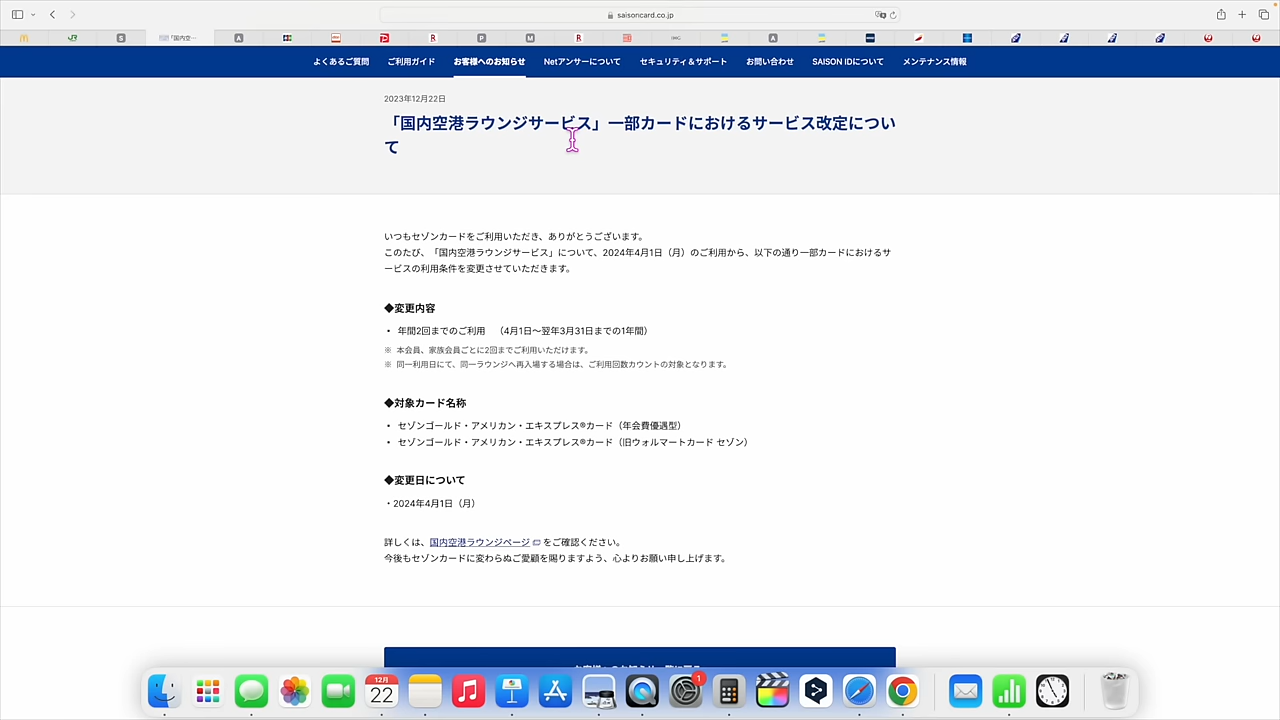 saisoncard.co.jp
「国内空…
よくあるご質問 ご利用ガイド お客様へのお知らせ Netアンサーについて セキュリティ＆サポート お問い合わせ SAISON IDについて メンテナンス情報
2023年12月22日
「国内空港ラウンジサービス」一部カードにおけるサービス改定につい
て
いつもセゾンカードをご利用いただき、ありがとうございます。
このたび、「国内空港ラウンジサービス」について、2024年4月1日（月）のご利用から、以下の通り一部カードにおけるサ
ービスの利用条件を変更させていただきます。
◆変更内容
・ 年間2回までのご利用　（4月1日〜翌年3月31日までの1年間）
※ 本会員、家族会員ごとに2回までご利用いただけます。
※ 同一利用日にて、同一ラウンジへ再入場する場合は、ご利用回数カウントの対象となります。
◆対象カード名称
・ セゾンゴールド・アメリカン・エキスプレス®カード（年会費優遇型）
・ セゾンゴールド・アメリカン・エキスプレス®カード（旧ウォルマートカード セゾン）
◆変更日について
・2024年4月1日（月）
詳しくは、国内空港ラウンジページ をご確認ください。
今後もセゾンカードに変わらぬご愛顧を賜りますよう、心よりお願い申し上げます。
12月
22
1